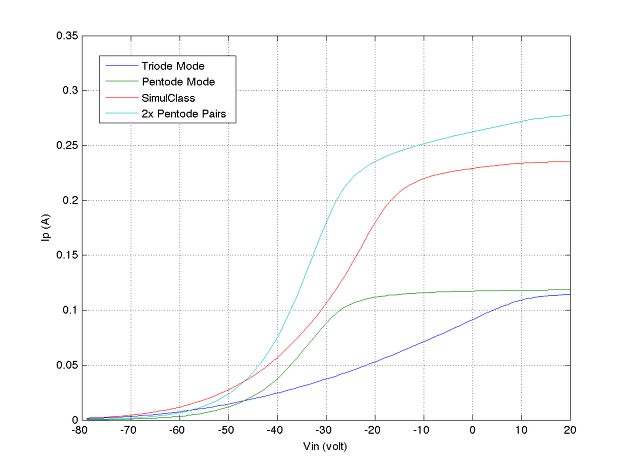 0.35
0.3
0.25
0.2
0.15
0.1
0.05
0
Ip (A)
Triode Mode
Pentode Mode
SimulClass
2x Pentode Pairs
-80 -70 -60 -50 -40 -30 -20 -10 0 10 20
Vin (volt)